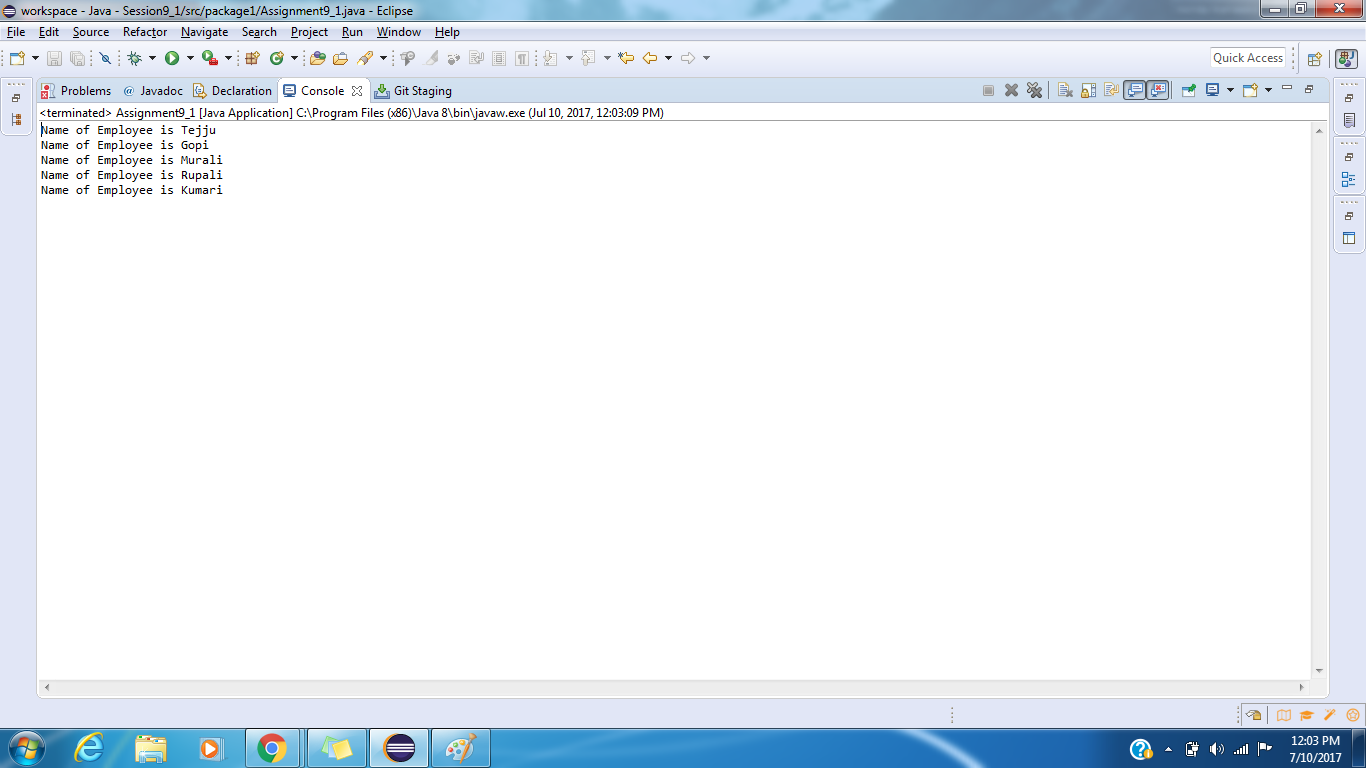 workspace - Java - Session9_1/src/package1/Assignment9_1.java - Eclipse
File Edit Source Refactor Navigate Search Project Run Window Help
Quick Access
Problems @ Javadoc Declaration Console Git Staging
<terminated> Assignment9_1 [Java Application] C:\Program Files (x86)\Java 8\bin\javaw.exe (Jul 10, 2017, 12:03:09 PM)
Name of Employee is Tejju
Name of Employee is Gopi
Name of Employee is Murali
Name of Employee is Rupali
Name of Employee is Kumari
12:03 PM
7/10/2017